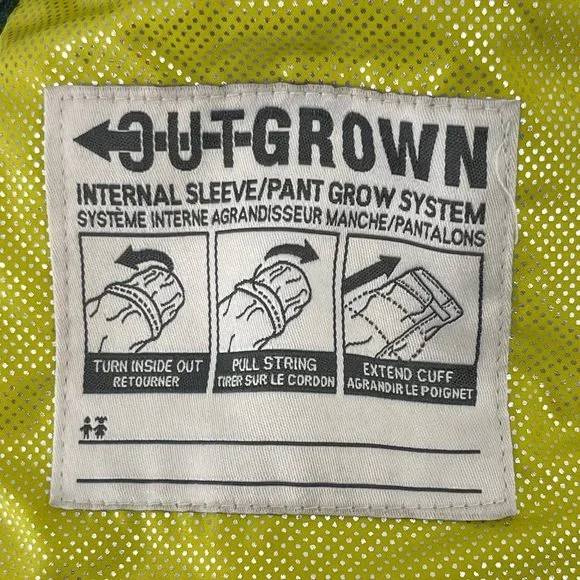 OUTGROWN
INTERNAL SLEEVE/PANT GROW SYSTEM
SYSTÈME INTERNE AGRANDISSEUR MANCHE/PANTALONS
TURN INSIDE OUT
RETOURNER
PULL STRING
TIRER SUR LE CORDON
EXTEND CUFF
AGRANDIR LE POIGNET